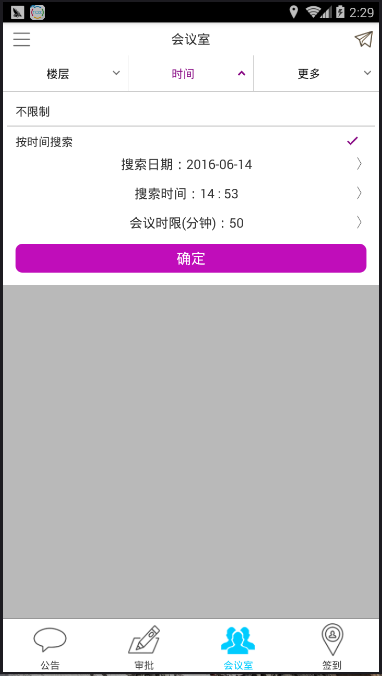 2:29
会议室
楼层 时间 更多
不限制
按时间搜索
搜索日期：2016-06-14
搜索时间：14 : 53
会议时限(分钟)：50
确定
公告 审批 会议室 签到